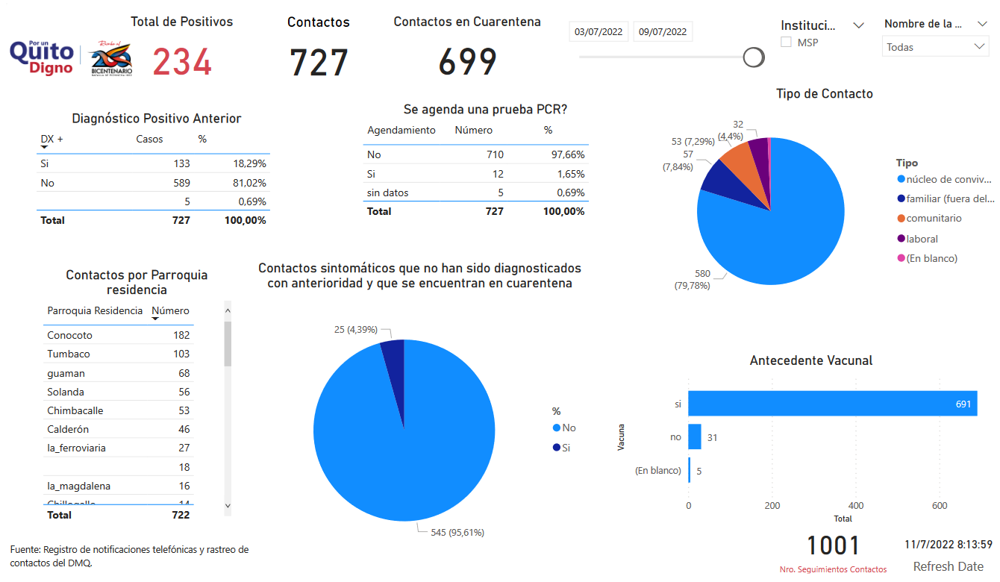 Por un
Quito
Digno
Rumbo al
BICENTENARIO
BATALLA DE PICHINCHA 1822
Total de Positivos
234
Contactos
727
Contactos en Cuarentena
699
03/07/2022
09/07/2022
Instituci...
MSP
Nombre de la ...
Todas
Diagnóstico Positivo Anterior
DX + Casos %
Si 133 18,29%
No 589 81,02%
5 0,69%
Total 727 100,00%
Se agenda una prueba PCR?
Agendamiento Número %
No 710 97,66%
Si 12 1,65%
sin datos 5 0,69%
Total 727 100,00%
Tipo de Contacto
32
(4,4%)
53 (7,29%)
57
(7,84%)
580
(79,78%)
Tipo
núcleo de conviv...
familiar (fuera del...
comunitario
laboral
(En blanco)
Contactos por Parroquia
residencia
Parroquia Residencia Número
Conocoto 182
Tumbaco 103
guaman 68
Solanda 56
Chimbacalle 53
Calderón 46
la_ferroviaria 27
18
la_magdalena 16
Chillogallo 14
Total 722
Contactos sintomáticos que no han sido diagnosticados
con anterioridad y que se encuentran en cuarentena
25 (4,39%)
545 (95,61%)
%
No
Si
Antecedente Vacunal
Vacuna
si 691
no 31
(En blanco) 5
0 200 400 600
Total
1001
Nro. Seguimientos Contactos
11/7/2022 8:13:59
Refresh Date
Fuente: Registro de notificaciones telefónicas y rastreo de
contactos del DMQ.